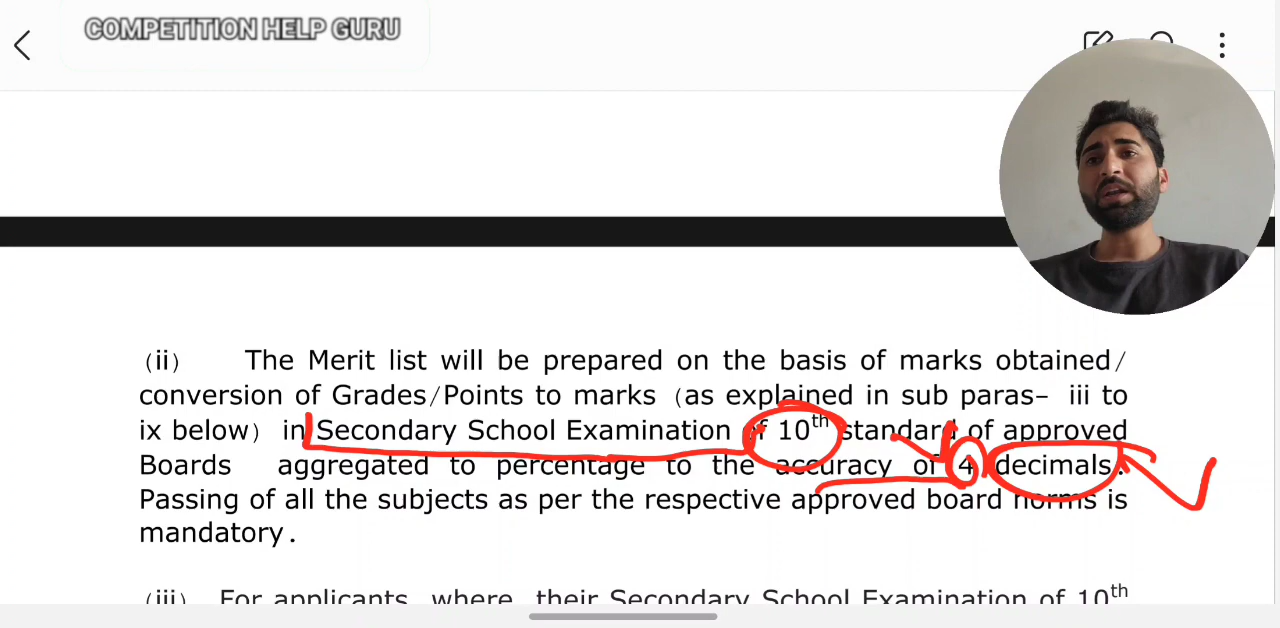 COMPETITION HELP GURU
(ii) The Merit list will be prepared on the basis of marks obtained/
conversion of Grades/Points to marks (as explained in sub paras– iii to
ix below) in Secondary School Examination of 10th standard of approved
Boards aggregated to percentage to the accuracy of 4 decimals.
Passing of all the subjects as per the respective approved board norms is
mandatory.
(iii) For applicants where their Secondary School Examination of 10th